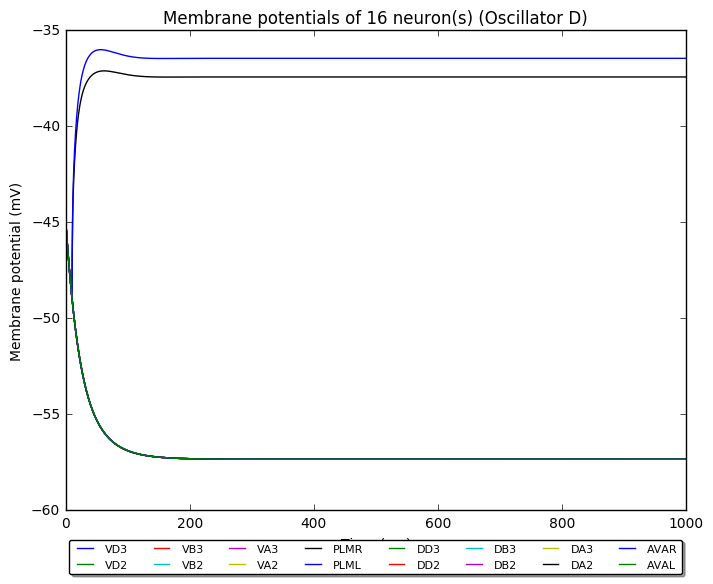 Membrane potentials of 16 neuron(s) (Oscillator D)
Membrane potential (mV)
−35
−40
−45
−50
−55
−60
0 200 400 600 800 1000
VD3 VB3 VA3 PLMR DD3 DB3 DA3 AVAR
VD2 VB2 VA2 PLML DD2 DB2 DA2 AVAL